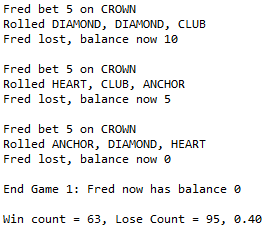 Fred bet 5 on CROWN
Rolled DIAMOND, DIAMOND, CLUB
Fred lost, balance now 10
Fred bet 5 on CROWN
Rolled HEART, CLUB, ANCHOR
Fred lost, balance now 5
Fred bet 5 on CROWN
Rolled ANCHOR, DIAMOND, HEART
Fred lost, balance now 0
End Game 1: Fred now has balance 0
Win count = 63, Lose Count = 95, 0.40